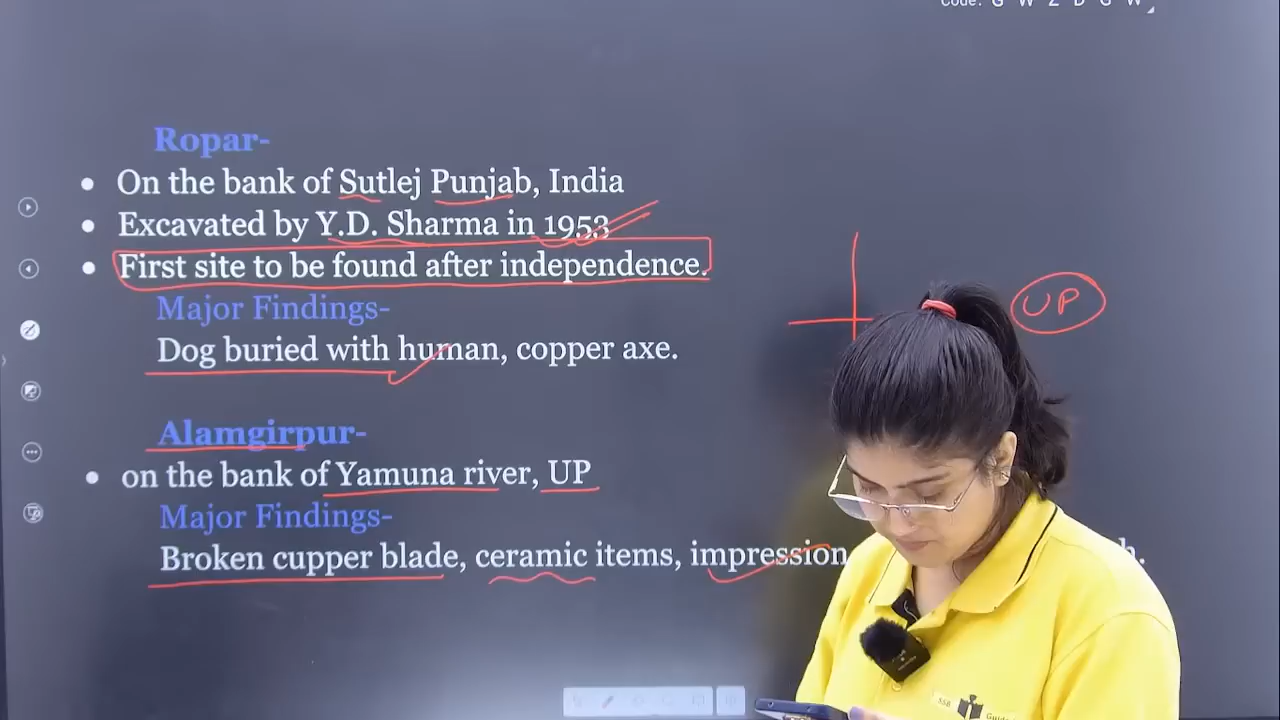 Code: G W Z D G W
Ropar-
• On the bank of Sutlej Punjab, India
• Excavated by Y.D. Sharma in 1953
• First site to be found after independence.
Major Findings-
Dog buried with human, copper axe.
UP
Alamgirpur-
• on the bank of Yamuna river, UP
Major Findings-
Broken cupper blade, ceramic items, impression
SSB